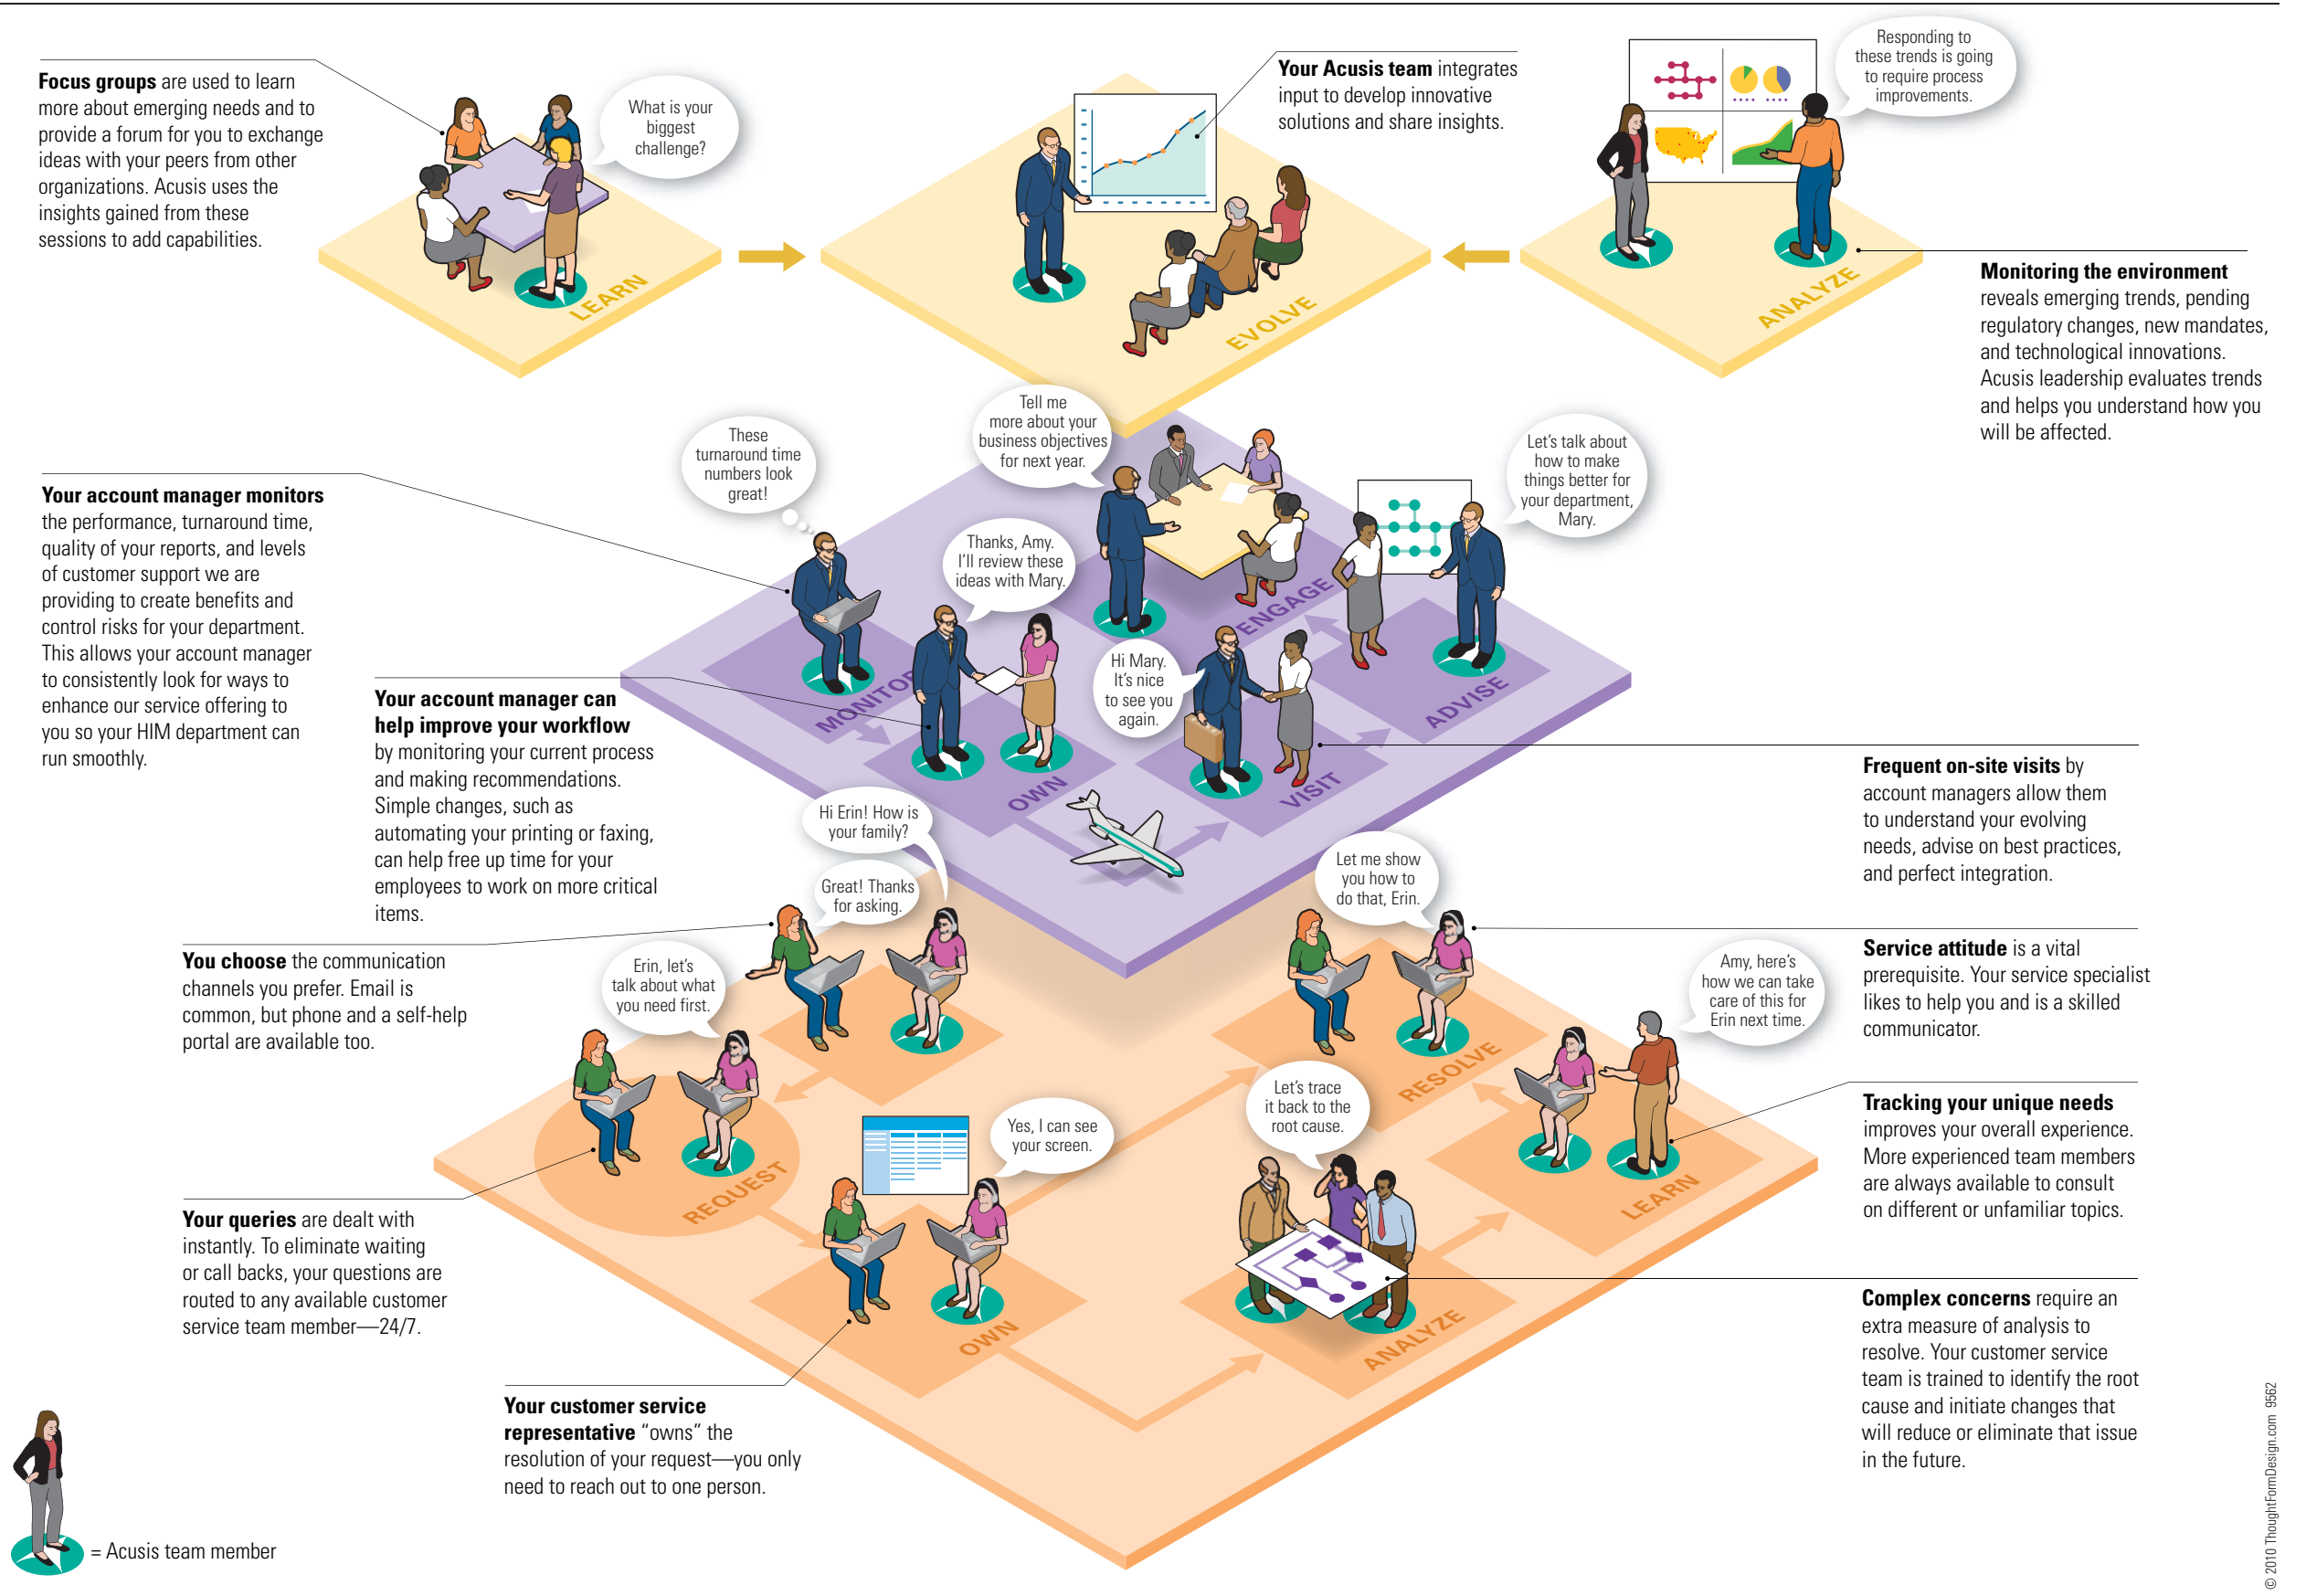 Focus groups are used to learn
more about emerging needs and to
provide a forum for you to exchange
ideas with your peers from other
organizations. Acusis uses the
insights gained from these
sessions to add capabilities.
What is your
biggest
challenge?
LEARN
Your Acusis team integrates
input to develop innovative
solutions and share insights.
EVOLVE
Responding to
these trends is going
to require process
improvements.
ANALYZE
Monitoring the environment
reveals emerging trends, pending
regulatory changes, new mandates,
and technological innovations.
Acusis leadership evaluates trends
and helps you understand how you
will be affected.
Your account manager monitors
the performance, turnaround time,
quality of your reports, and levels
of customer support we are
providing to create benefits and
control risks for your department.
This allows your account manager
to consistently look for ways to
enhance our service offering to
you so your HIM department can
run smoothly.
These
turnaround time
numbers look
great!
MONITOR
Your account manager can
help improve your workflow
by monitoring your current process
and making recommendations.
Simple changes, such as
automating your printing or faxing,
can help free up time for your
employees to work on more critical
items.
Thanks, Amy.
I'll review these
ideas with Mary.
OWN
Tell me
more about your
business objectives
for next year.
ENGAGE
Hi Mary.
It's nice
to see you
again.
VISIT
Let's talk about
how to make
things better for
your department,
Mary.
ADVISE
Frequent on-site visits by
account managers allow them
to understand your evolving
needs, advise on best practices,
and perfect integration.
You choose the communication
channels you prefer. Email is
common, but phone and a self-help
portal are available too.
Hi Erin! How is
your family?
Great! Thanks
for asking.
Erin, let's
talk about what
you need first.
REQUEST
Your queries are dealt with
instantly. To eliminate waiting
or call backs, your questions are
routed to any available customer
service team member—24/7.
Yes, I can see
your screen.
OWN
Your customer service
representative "owns" the
resolution of your request—you only
need to reach out to one person.
Let me show
you how to
do that, Erin.
RESOLVE
Service attitude is a vital
prerequisite. Your service specialist
likes to help you and is a skilled
communicator.
Amy, here's
how we can take
care of this for
Erin next time.
LEARN
Tracking your unique needs
improves your overall experience.
More experienced team members
are always available to consult
on different or unfamiliar topics.
Let's trace
it back to the
root cause.
ANALYZE
Complex concerns require an
extra measure of analysis to
resolve. Your customer service
team is trained to identify the root
cause and initiate changes that
will reduce or eliminate that issue
in the future.
= Acusis team member
© 2010 ThoughtFormDesign.com 9562